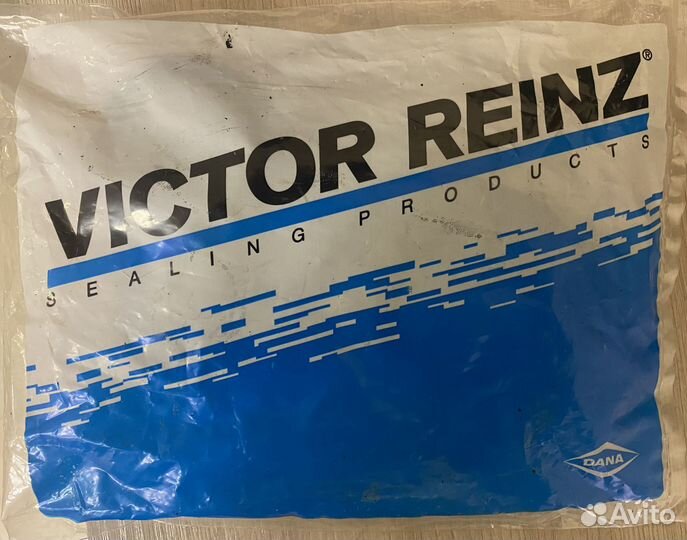 VICTOR REINZ®
SEALING PRODUCTS
DANA
Avito